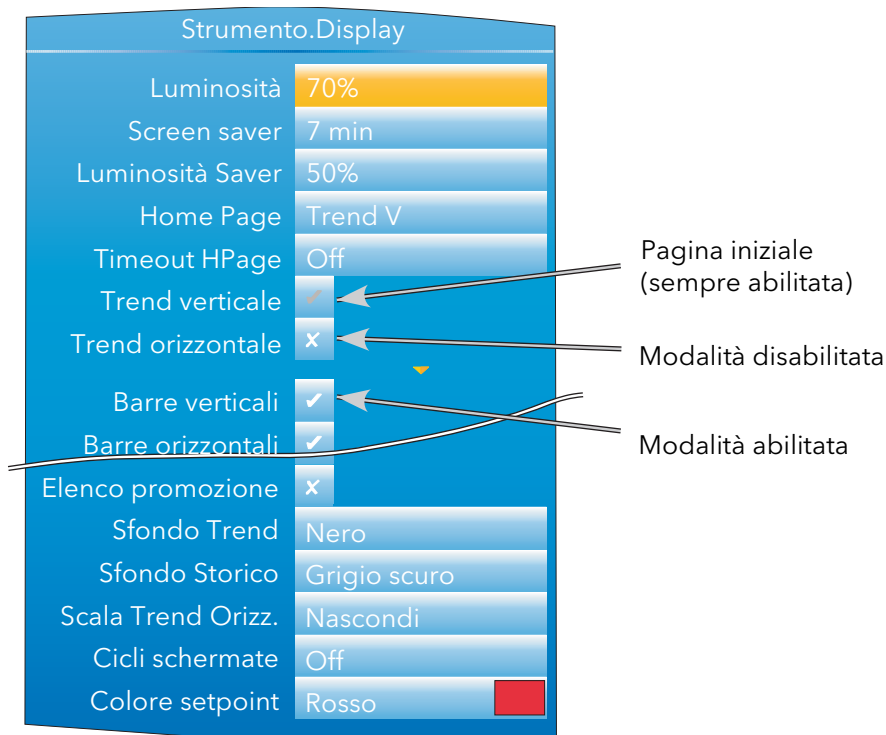 Strumento.Display
Luminosità 70%
Screen saver 7 min
Luminosità Saver 50%
Home Page Trend V
Timeout HPage Off
Trend verticale ✔
Trend orizzontale ✘
Barre verticali ✔
Barre orizzontali ✔
Elenco promozione ✘
Sfondo Trend Nero
Sfondo Storico Grigio scuro
Scala Trend Orizz. Nascondi
Cicli schermate Off
Colore setpoint Rosso
Pagina iniziale
(sempre abilitata)
Modalità disabilitata
Modalità abilitata